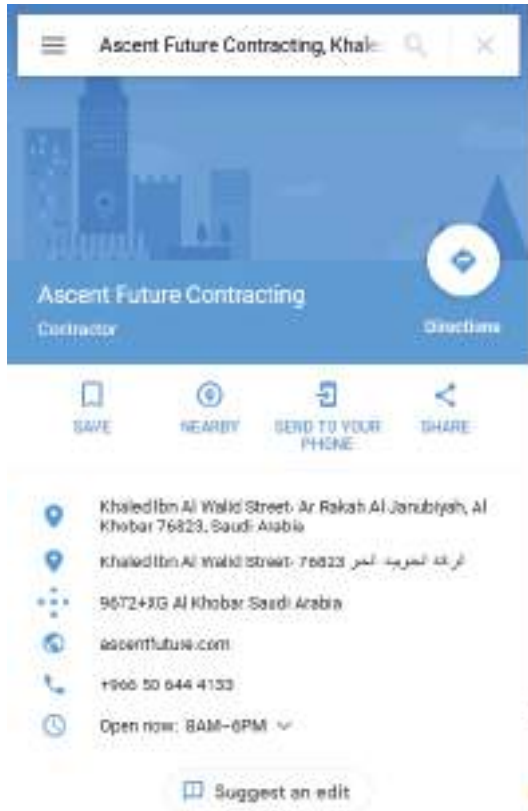 Ascent Future Contracting, Khale
Ascent Future Contracting
Contractor
Directions
SAVE
NEARBY
SEND TO YOUR
PHONE
SHARE
Khaled Ibn Al Walid Street، Ar Rakah Al Janubiyah, Al
Khobar 76823, Saudi Arabia
Khaled Ibn Al Walid Street، 76823
9672+XG Al Khobar Saudi Arabia
ascentfuture.com
+966 50 644 4133
Open now: 8AM–6PM
Suggest an edit